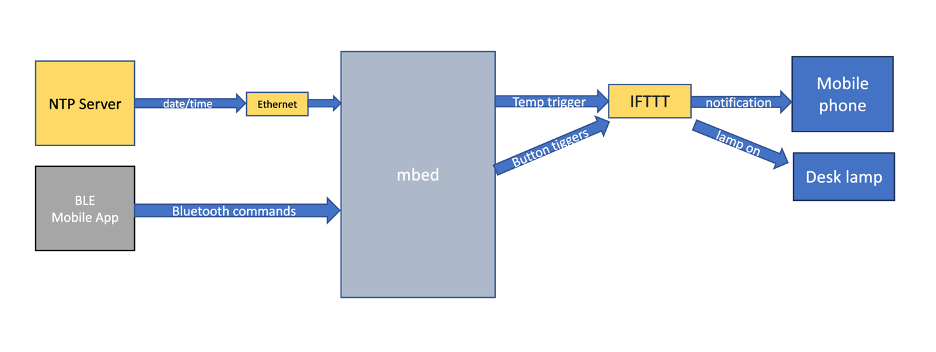 NTP Server
date/time
Ethernet
BLE
Mobile App
Bluetooth commands
mbed
Temp trigger
Button tiggers
IFTTT
notification
lamp on
Mobile
phone
Desk lamp